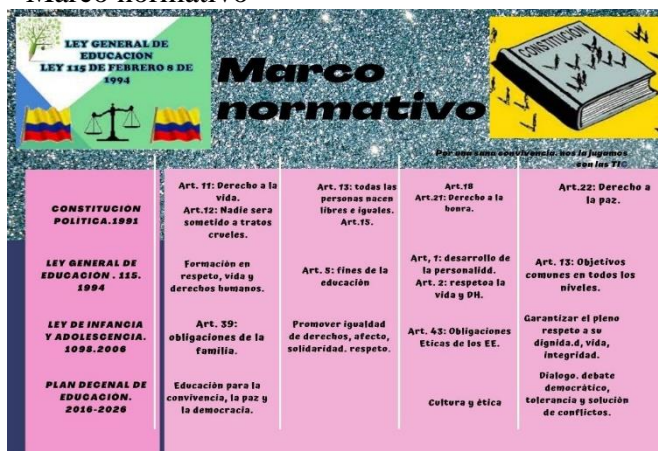 Marco normativo
LEY GENERAL DE
EDUCACION
LEY 115 DE FEBRERO 8 DE
1994
Marco
normativo
CONSTITUCIÓN
Por una sana convivencia. nos la jugamos
con las TIC
CONSTITUCION
POLÍTICA.1991
Art. 11: Derecho a la
vida.
Art.12: Nadie sera
sometido a tratos
crueles.
Art. 13: todas las
personas nacen
libres e iguales.
Art.15.
Art.18
Art.21: Derecho a la
honra.
Art.22: Derecho a
la paz.
LEY GENERAL DE
EDUCACION . 115.
1994
Formación en
respeto, vida y
derechos humanos.
Art. 5: fines de la
educación
Art, 1: desarrollo de
la personalidd.
Art. 2: respetoa la
vida y DH.
Art. 13: Objetivos
comunes en todos los
niveles.
LEY DE INFANCIA
Y ADOLESCENCIA.
1098.2006
Art. 39:
obligaciones de la
familia.
Promover igualdad
de derechos, afecto,
solidaridad. respeto.
Art. 43: Obligaciones
Eticas de los EE.
Garantizar el pleno
respeto a su
dignida.d, vida,
integridad.
PLAN DECENAL DE
EDUCACION.
2016-2026
Educación para la
convivencia, la paz y
la democracia.
Cultura y ética
Dialogo. debate
democrático,
tolerancia y solución
de conflictos.